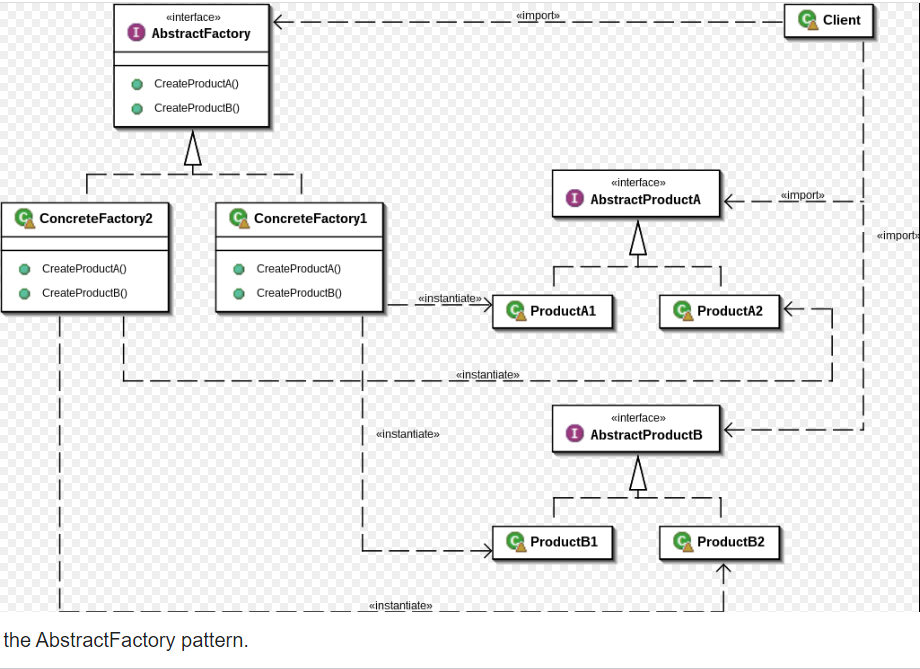 «interface»
AbstractFactory
CreateProductA()
CreateProductB()
«import»
Client
ConcreteFactory2
CreateProductA()
CreateProductB()
ConcreteFactory1
CreateProductA()
CreateProductB()
«interface»
AbstractProductA
«import»
«import»
«instantiate»
ProductA1
ProductA2
«instantiate»
«interface»
AbstractProductB
«instantiate»
ProductB1
ProductB2
«instantiate»
the AbstractFactory pattern.